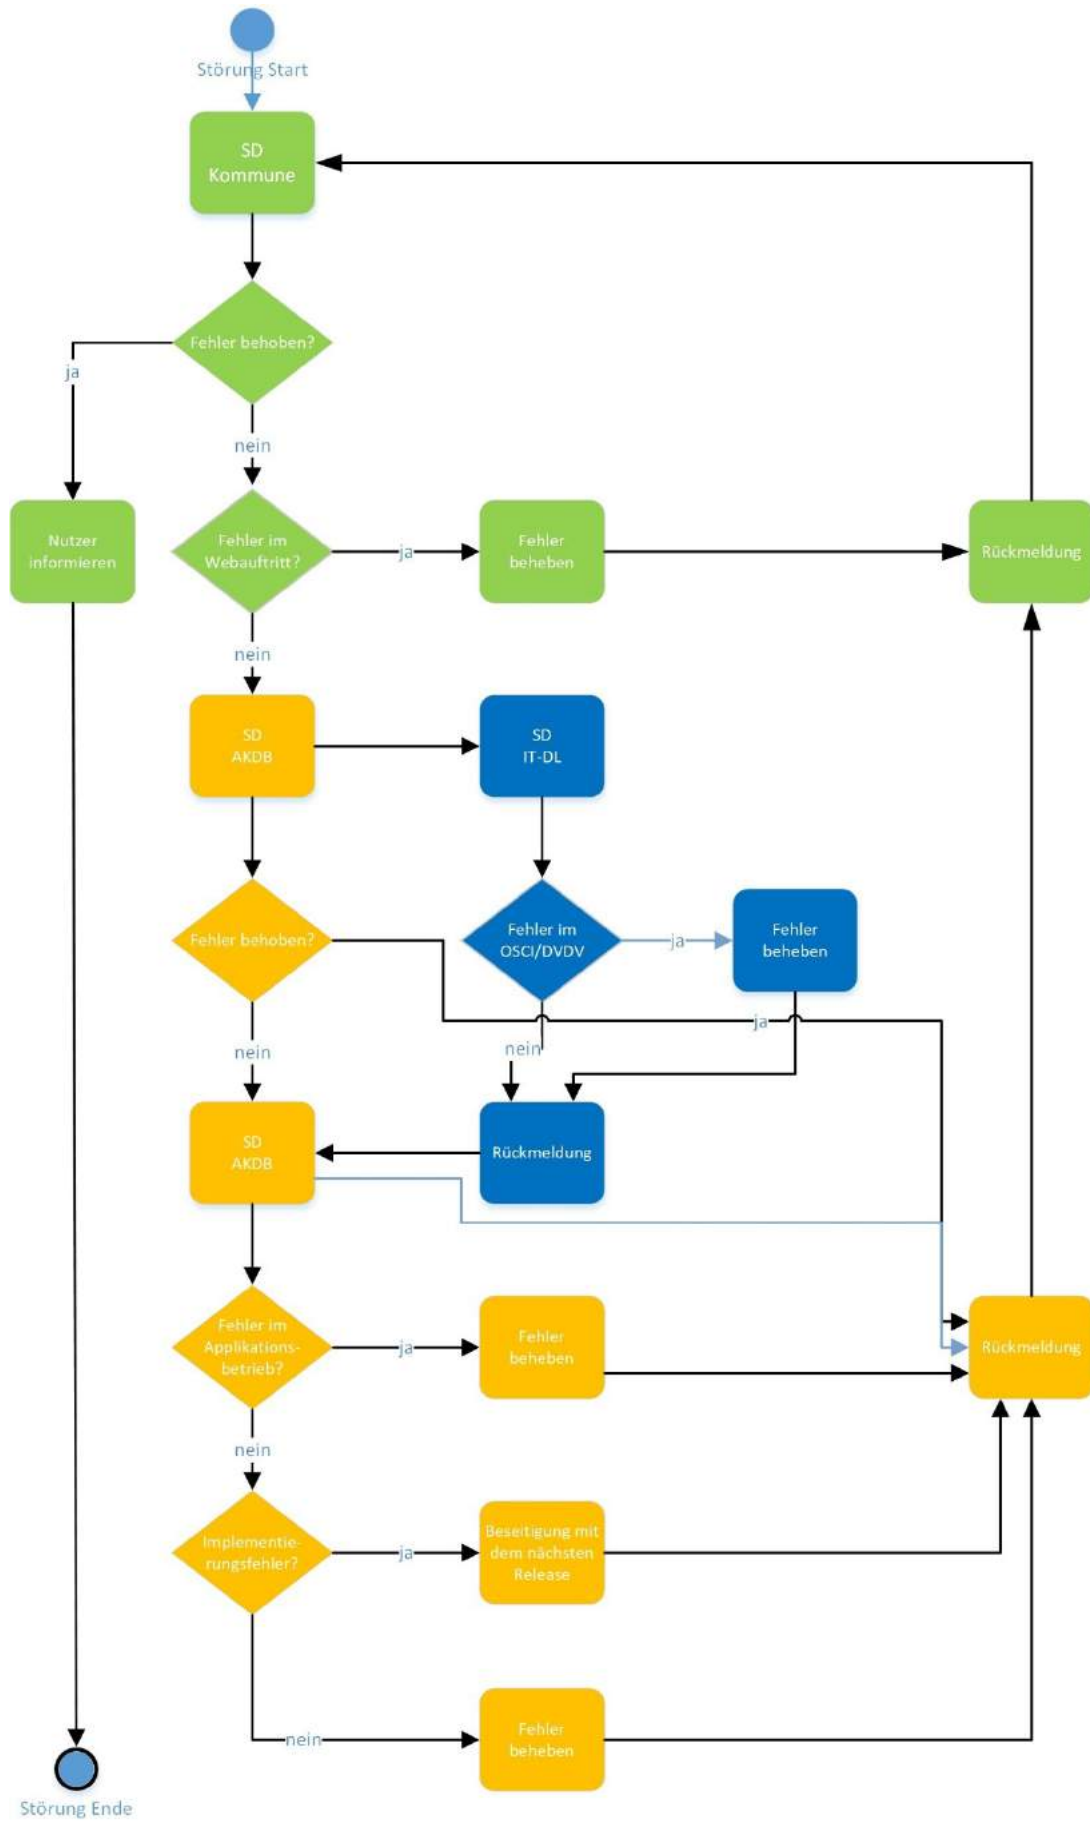 Störung Start
SD
Kommune
Fehler behoben?
ja
nein
Nutzer
informieren
Fehler im
Webauftritt?
ja
Fehler
beheben
Rückmeldung
nein
SD
AKDB
SD
IT-DL
Fehler behoben?
Fehler im
OSCI/DVDV
ja
Fehler
beheben
ja
nein
nein
SD
AKDB
Rückmeldung
Fehler im
Applikations-
betrieb?
ja
Fehler
beheben
Rückmeldung
nein
Implementie-
rungsfehler?
ja
Beseitigung mit
dem nächsten
Release
nein
Fehler
beheben
Störung Ende